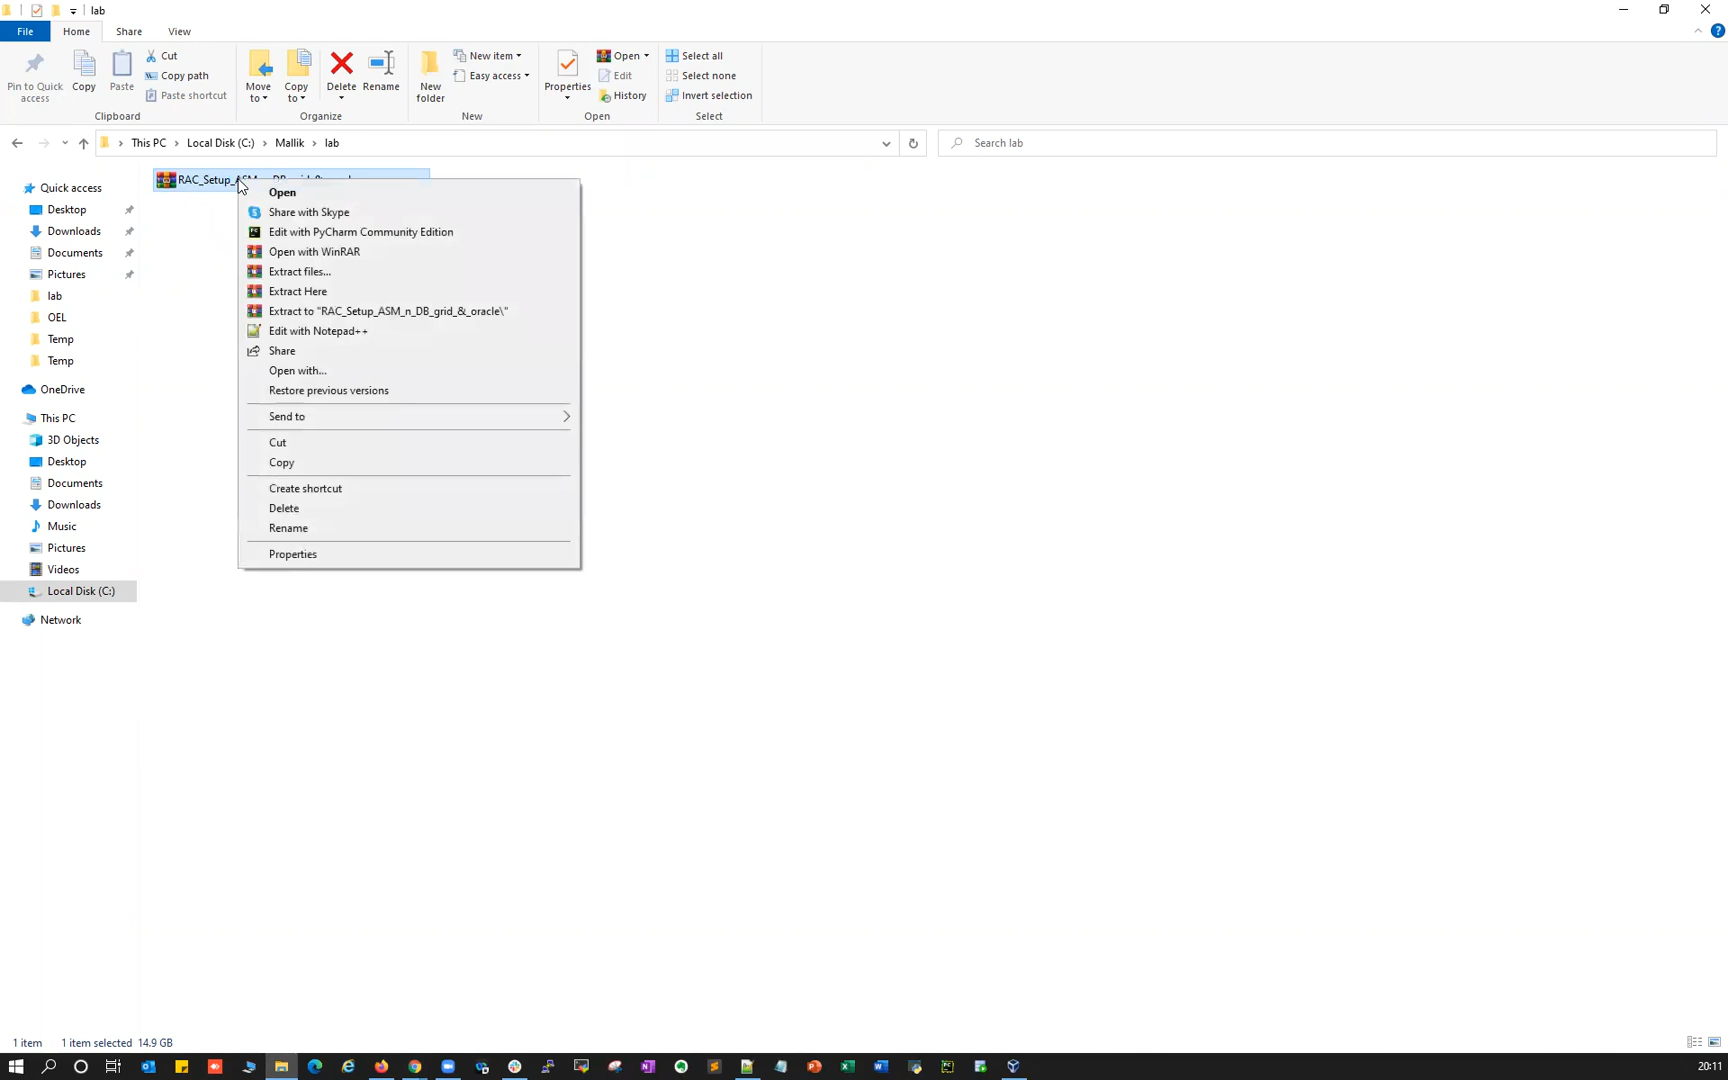 lab
File Home Share View
Pin to Quick access
Copy
Paste
Cut
Copy path
Paste shortcut
Clipboard
Move to
Copy to
Delete
Rename
Organize
New folder
New item
Easy access
New
Properties
Open
Edit
History
Open
Select all
Select none
Invert selection
Select
This PC > Local Disk (C:) > Mallik > lab
Search lab
RAC_Setup_
Quick access
Desktop
Downloads
Documents
Pictures
lab
OEL
Temp
Temp
OneDrive
This PC
3D Objects
Desktop
Documents
Downloads
Music
Pictures
Videos
Local Disk (C:)
Network
Open
Share with Skype
Edit with PyCharm Community Edition
Open with WinRAR
Extract files...
Extract Here
Extract to "RAC_Setup_ASM_n_DB_grid_&_oracle\"
Edit with Notepad++
Share
Open with...
Restore previous versions
Send to
Cut
Copy
Create shortcut
Delete
Rename
Properties
1 item 1 item selected 14.9 GB
20:11